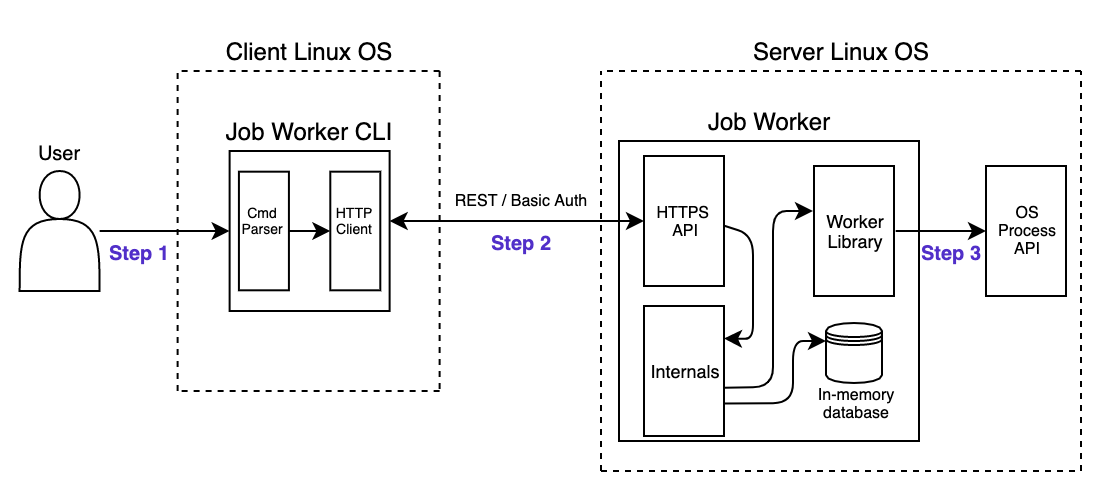 Client Linux OS
Server Linux OS
Job Worker CLI
Job Worker
User
Cmd
Parser
HTTP
Client
REST / Basic Auth
HTTPS
API
Worker
Library
OS
Process
API
Step 1
Step 2
Step 3
Internals
In-memory
database